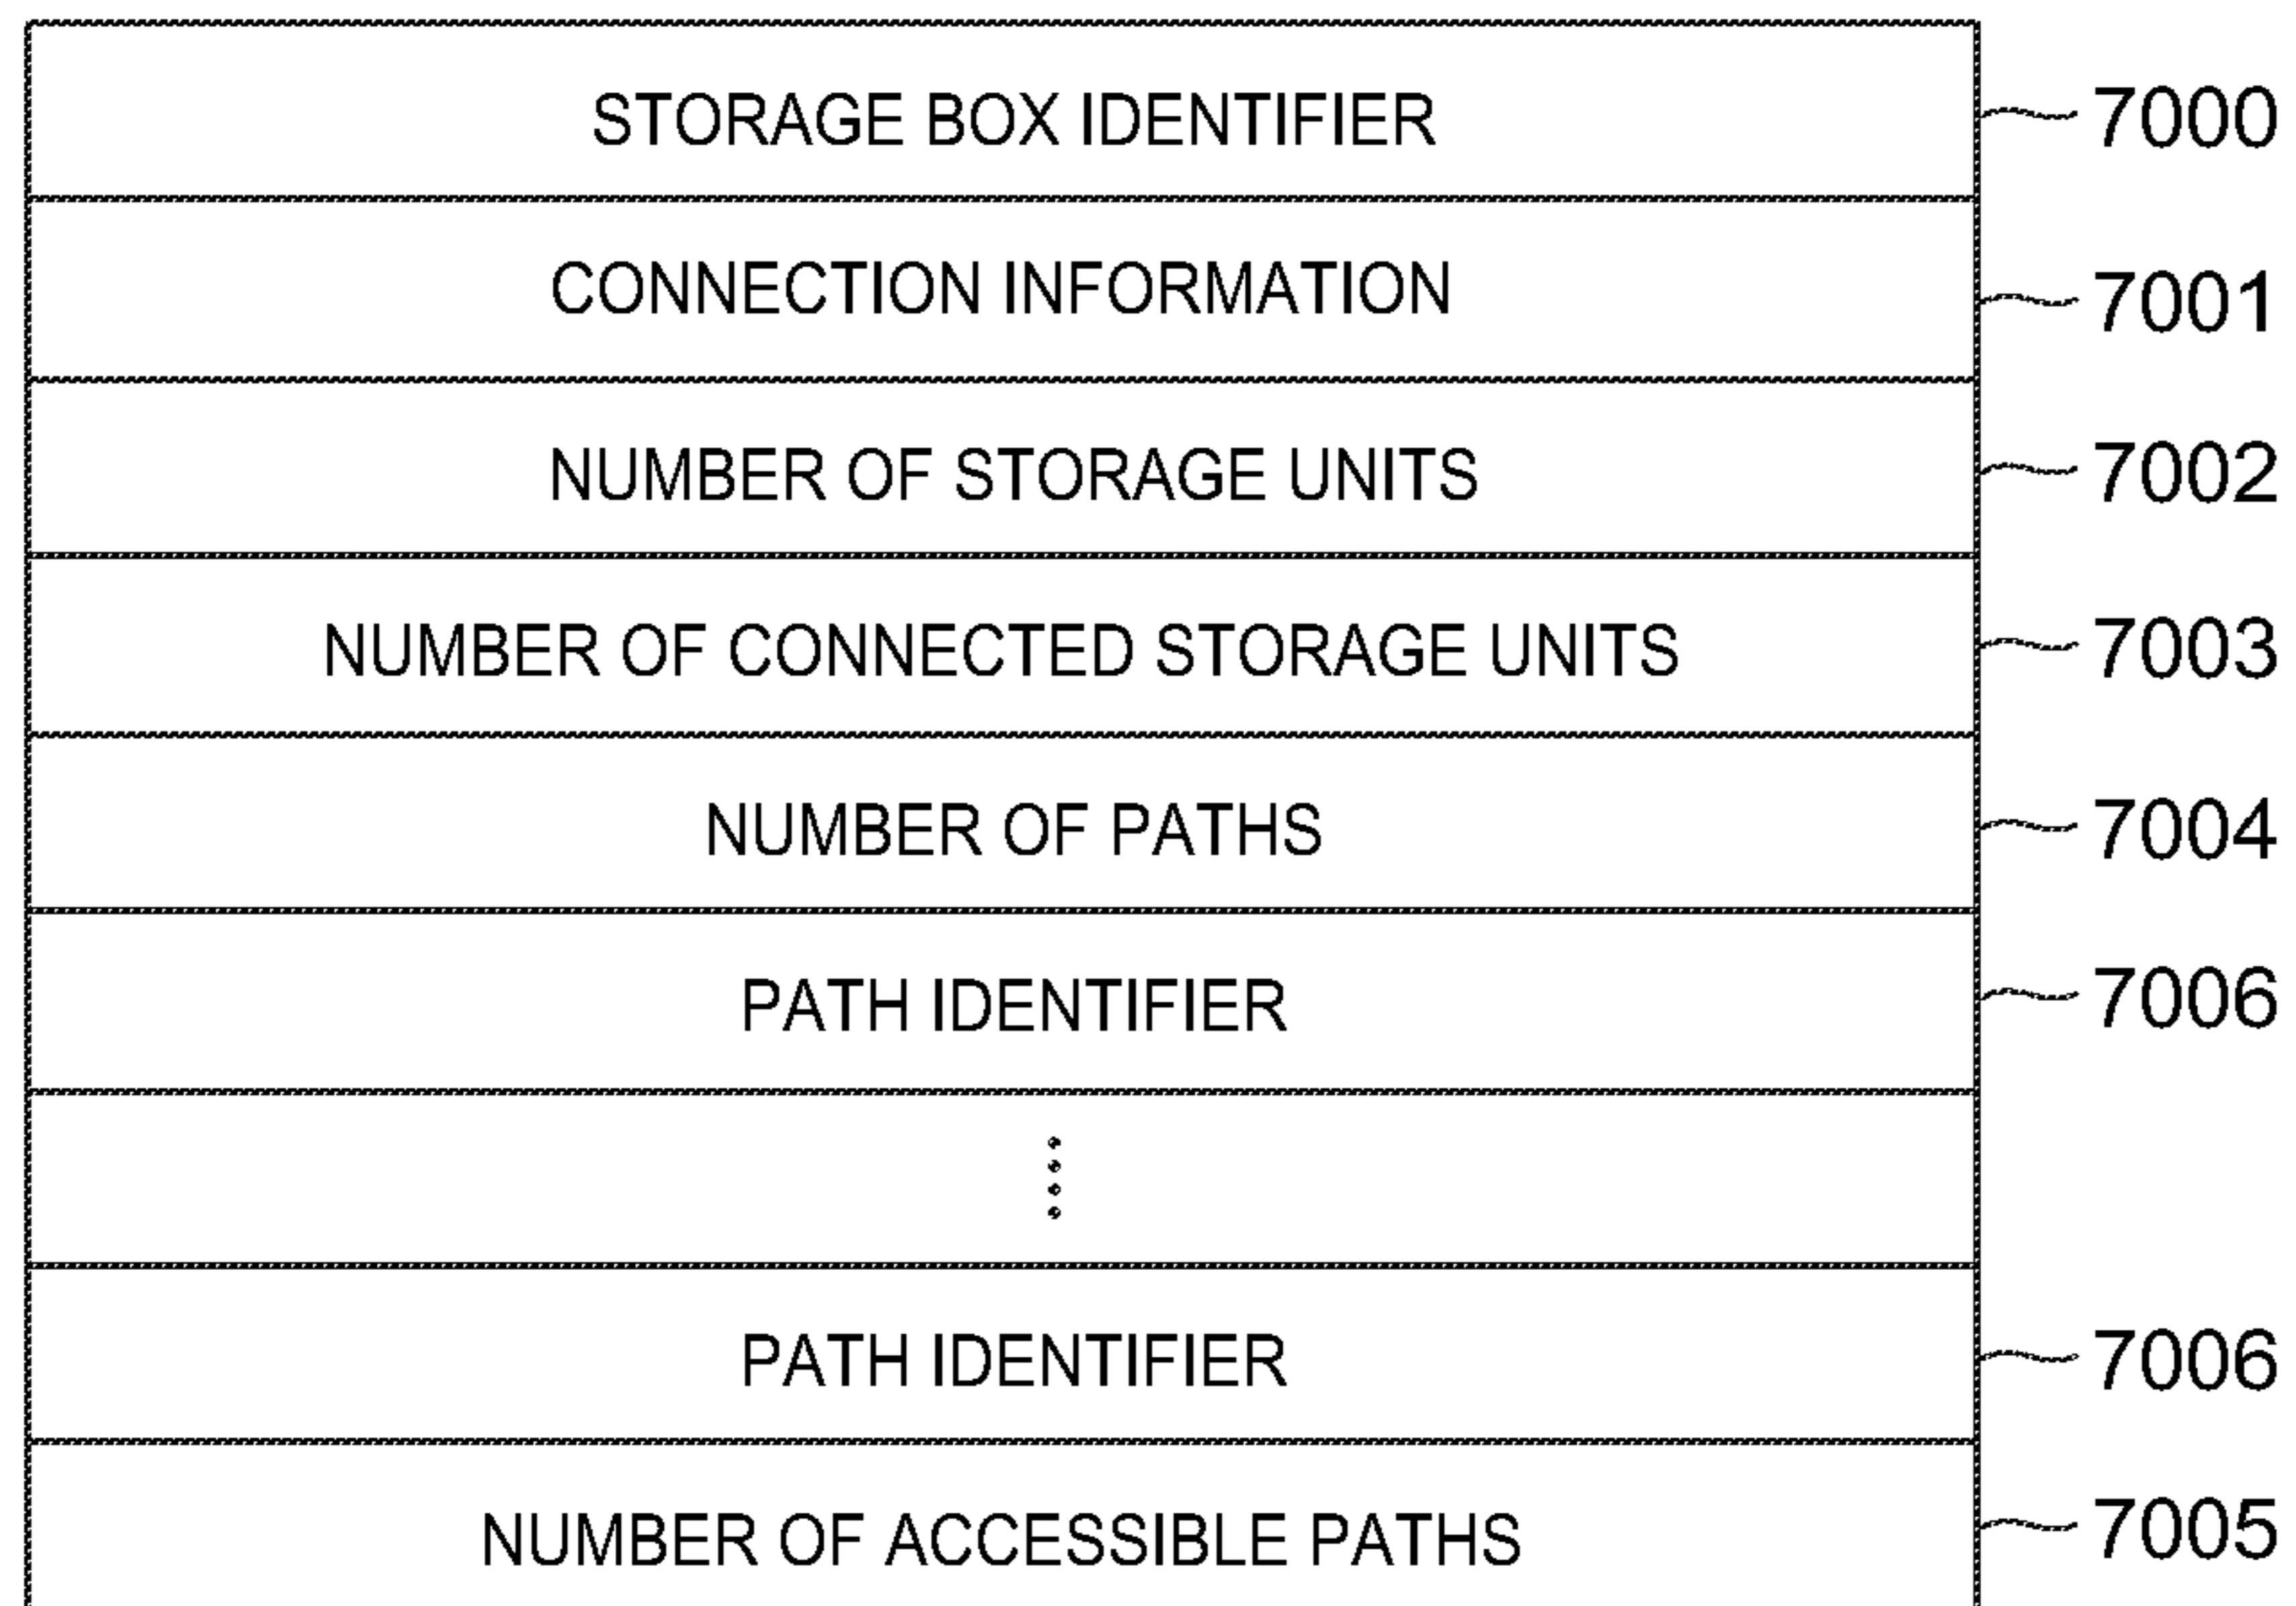 STORAGE BOX IDENTIFIER 7000
CONNECTION INFORMATION 7001
NUMBER OF STORAGE UNITS 7002
NUMBER OF CONNECTED STORAGE UNITS 7003
NUMBER OF PATHS 7004
PATH IDENTIFIER 7006
PATH IDENTIFIER 7006
NUMBER OF ACCESSIBLE PATHS 7005